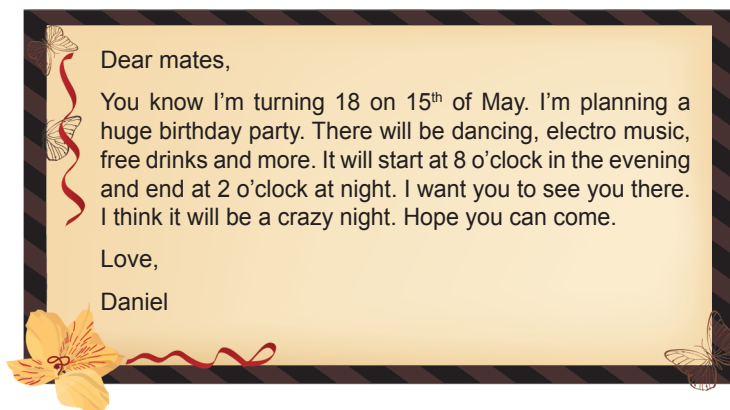 Dear mates,
You know I'm turning 18 on 15th of May. I'm planning a
huge birthday party. There will be dancing, electro music,
free drinks and more. It will start at 8 o'clock in the evening
and end at 2 o'clock at night. I want you to see you there.
I think it will be a crazy night. Hope you can come.
Love,
Daniel